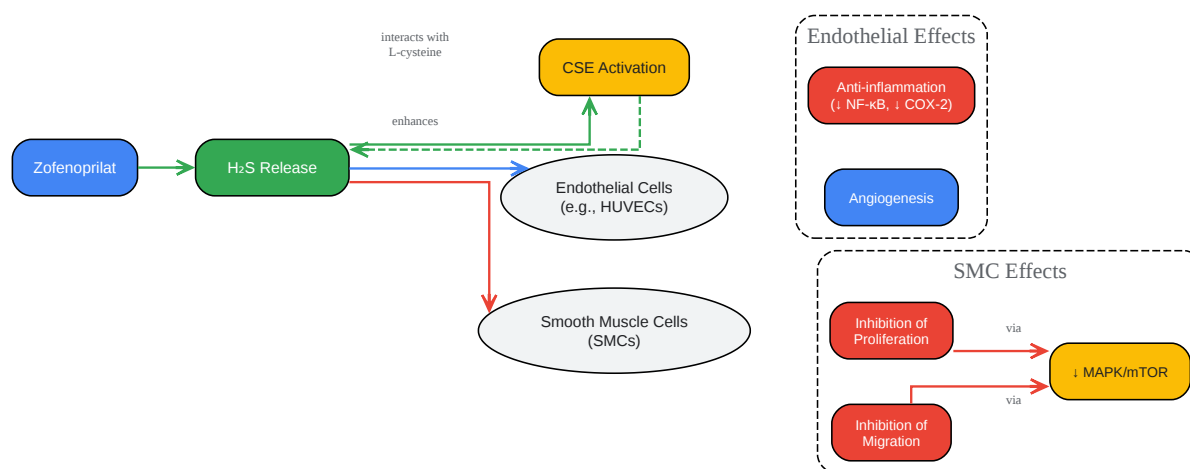 interacts with
L-cysteine
CSE Activation
enhances
Zofenoprilat
H₂S Release
Endothelial Cells
(e.g., HUVECs)
Smooth Muscle Cells
(SMCs)
Endothelial Effects
Anti-inflammation
(↓ NF-κB, ↓ COX-2)
Angiogenesis
SMC Effects
Inhibition of
Proliferation
via
↓ MAPK/mTOR
via
Inhibition of
Migration